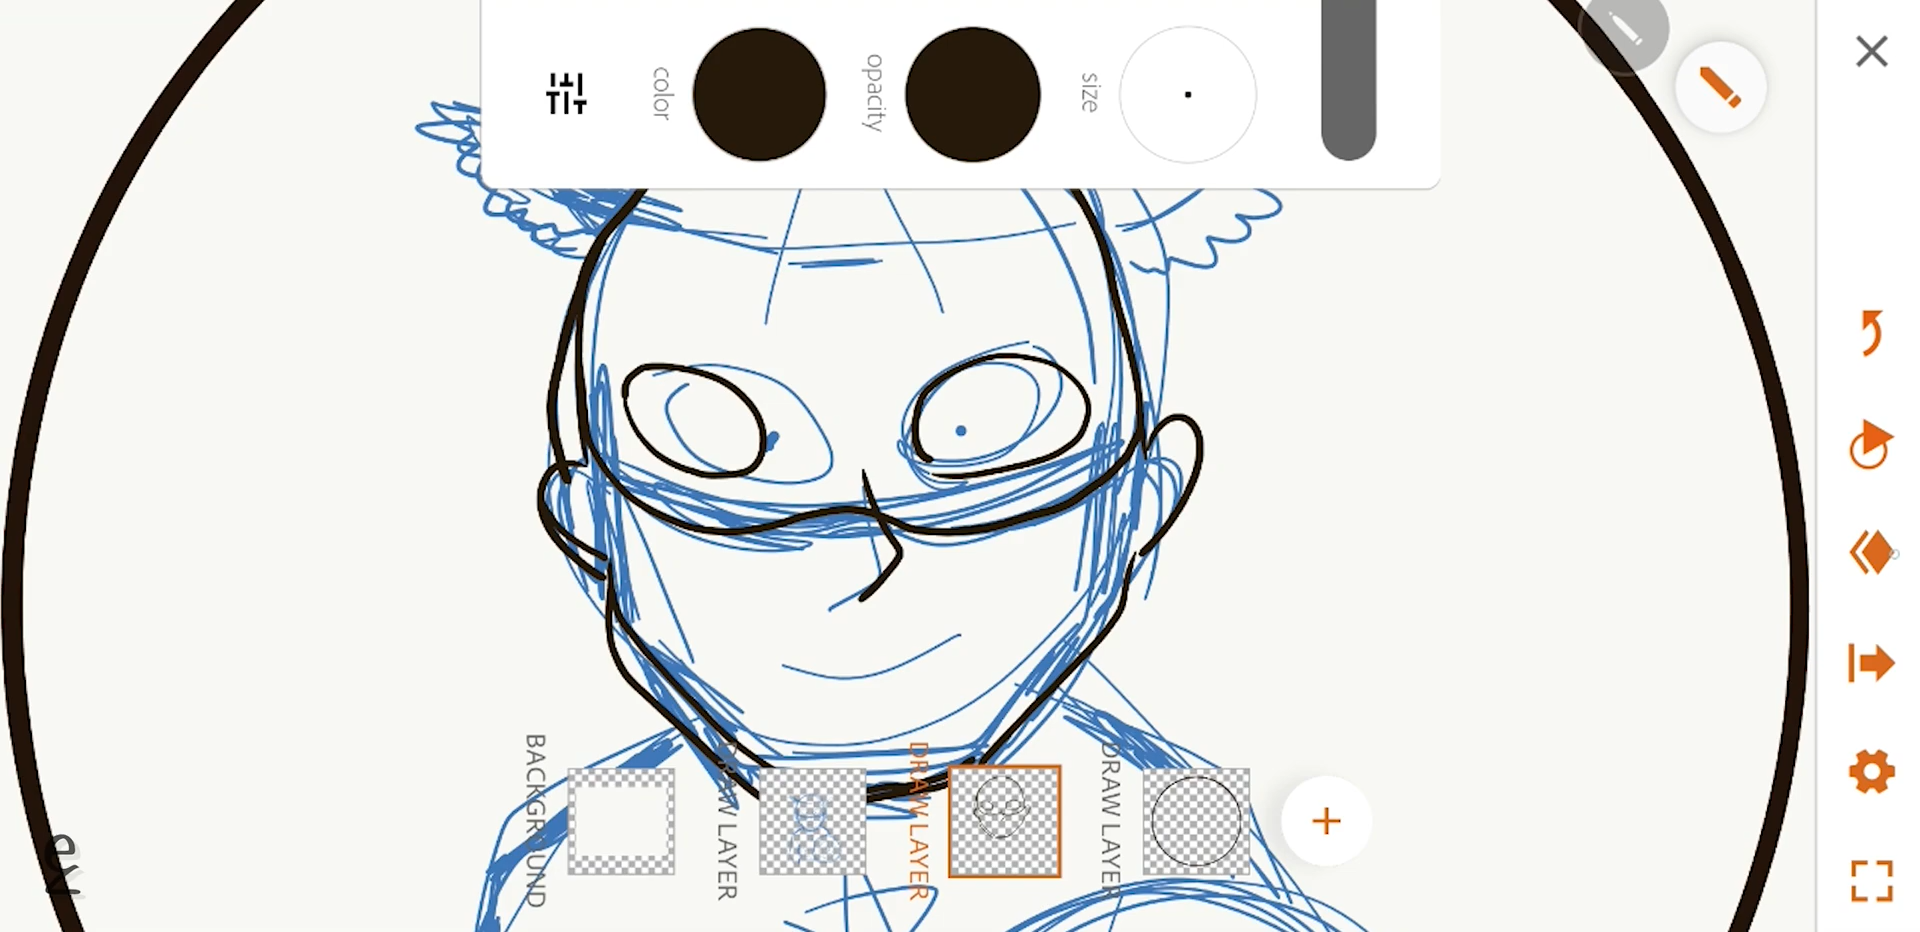 color
opacity
size
BACKGROUND
DRAW LAYER
DRAW LAYER
DRAW LAYER